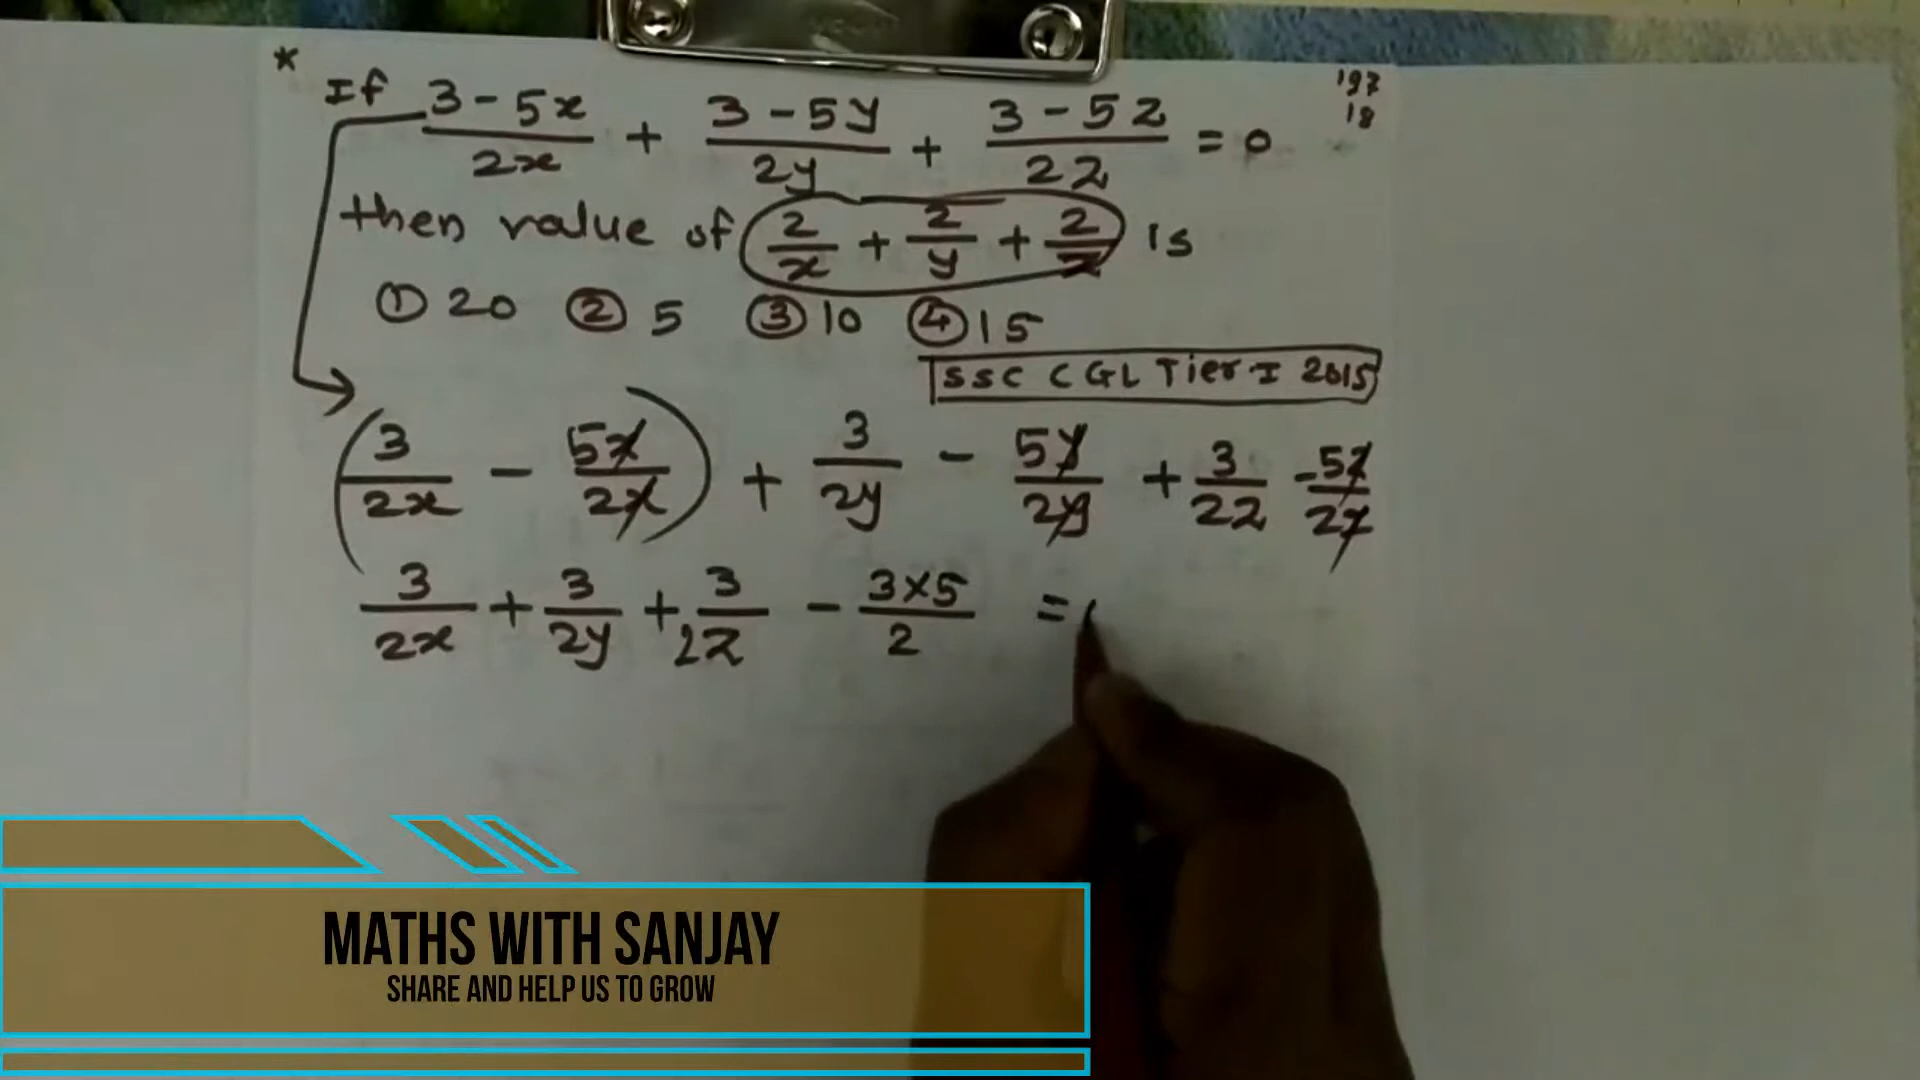 * If 3-5x/2x + 3-5y/2y + 3-5z/2z = 0
197
18
then value of 2/x + 2/y + 2/z is
① 20 ② 5 ③ 10 ④ 15
SSC CGL Tier-I 2015
(3/2x - 5x/2x) + 3/2y - 5y/2y + 3/2z - 5z/2z
3/2x + 3/2y + 3/2z - 3×5/2 =
MATHS WITH SANJAY
SHARE AND HELP US TO GROW